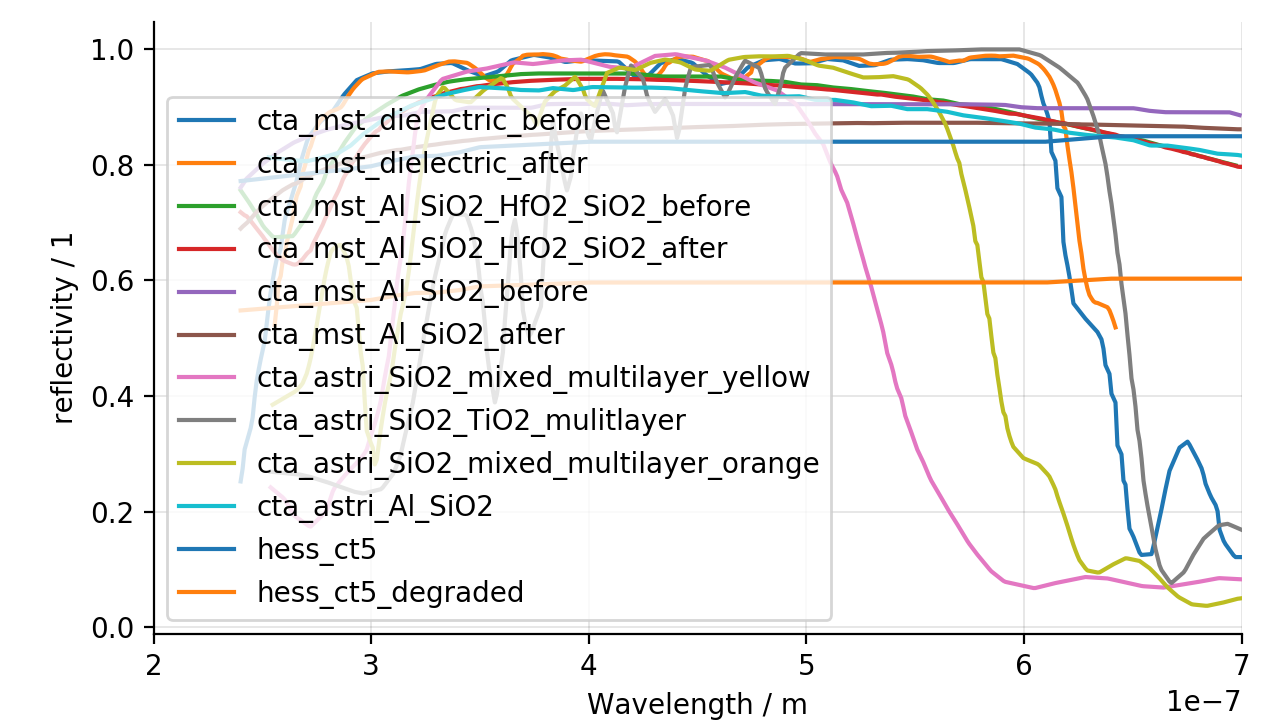 1.0
0.8
0.6
0.4
0.2
0.0
reflectivity / 1
cta_mst_dielectric_before
cta_mst_dielectric_after
cta_mst_Al_SiO2_HfO2_SiO2_before
cta_mst_Al_SiO2_HfO2_SiO2_after
cta_mst_Al_SiO2_before
cta_mst_Al_SiO2_after
cta_astri_SiO2_mixed_multilayer_yellow
cta_astri_SiO2_TiO2_mulitlayer
cta_astri_SiO2_mixed_multilayer_orange
cta_astri_Al_SiO2
hess_ct5
hess_ct5_degraded
2 3 4 5 6 7
Wavelength / m
1e−7